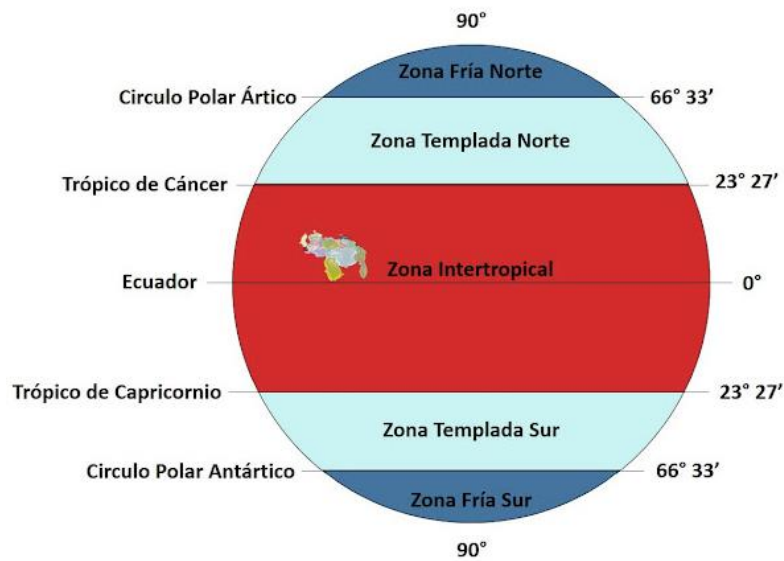 90°
Zona Fría Norte
Circulo Polar Ártico
66° 33’
Zona Templada Norte
Trópico de Cáncer
23° 27’
Zona Intertropical
Ecuador
0°
Trópico de Capricornio
23° 27’
Zona Templada Sur
Circulo Polar Antártico
66° 33’
Zona Fría Sur
90°